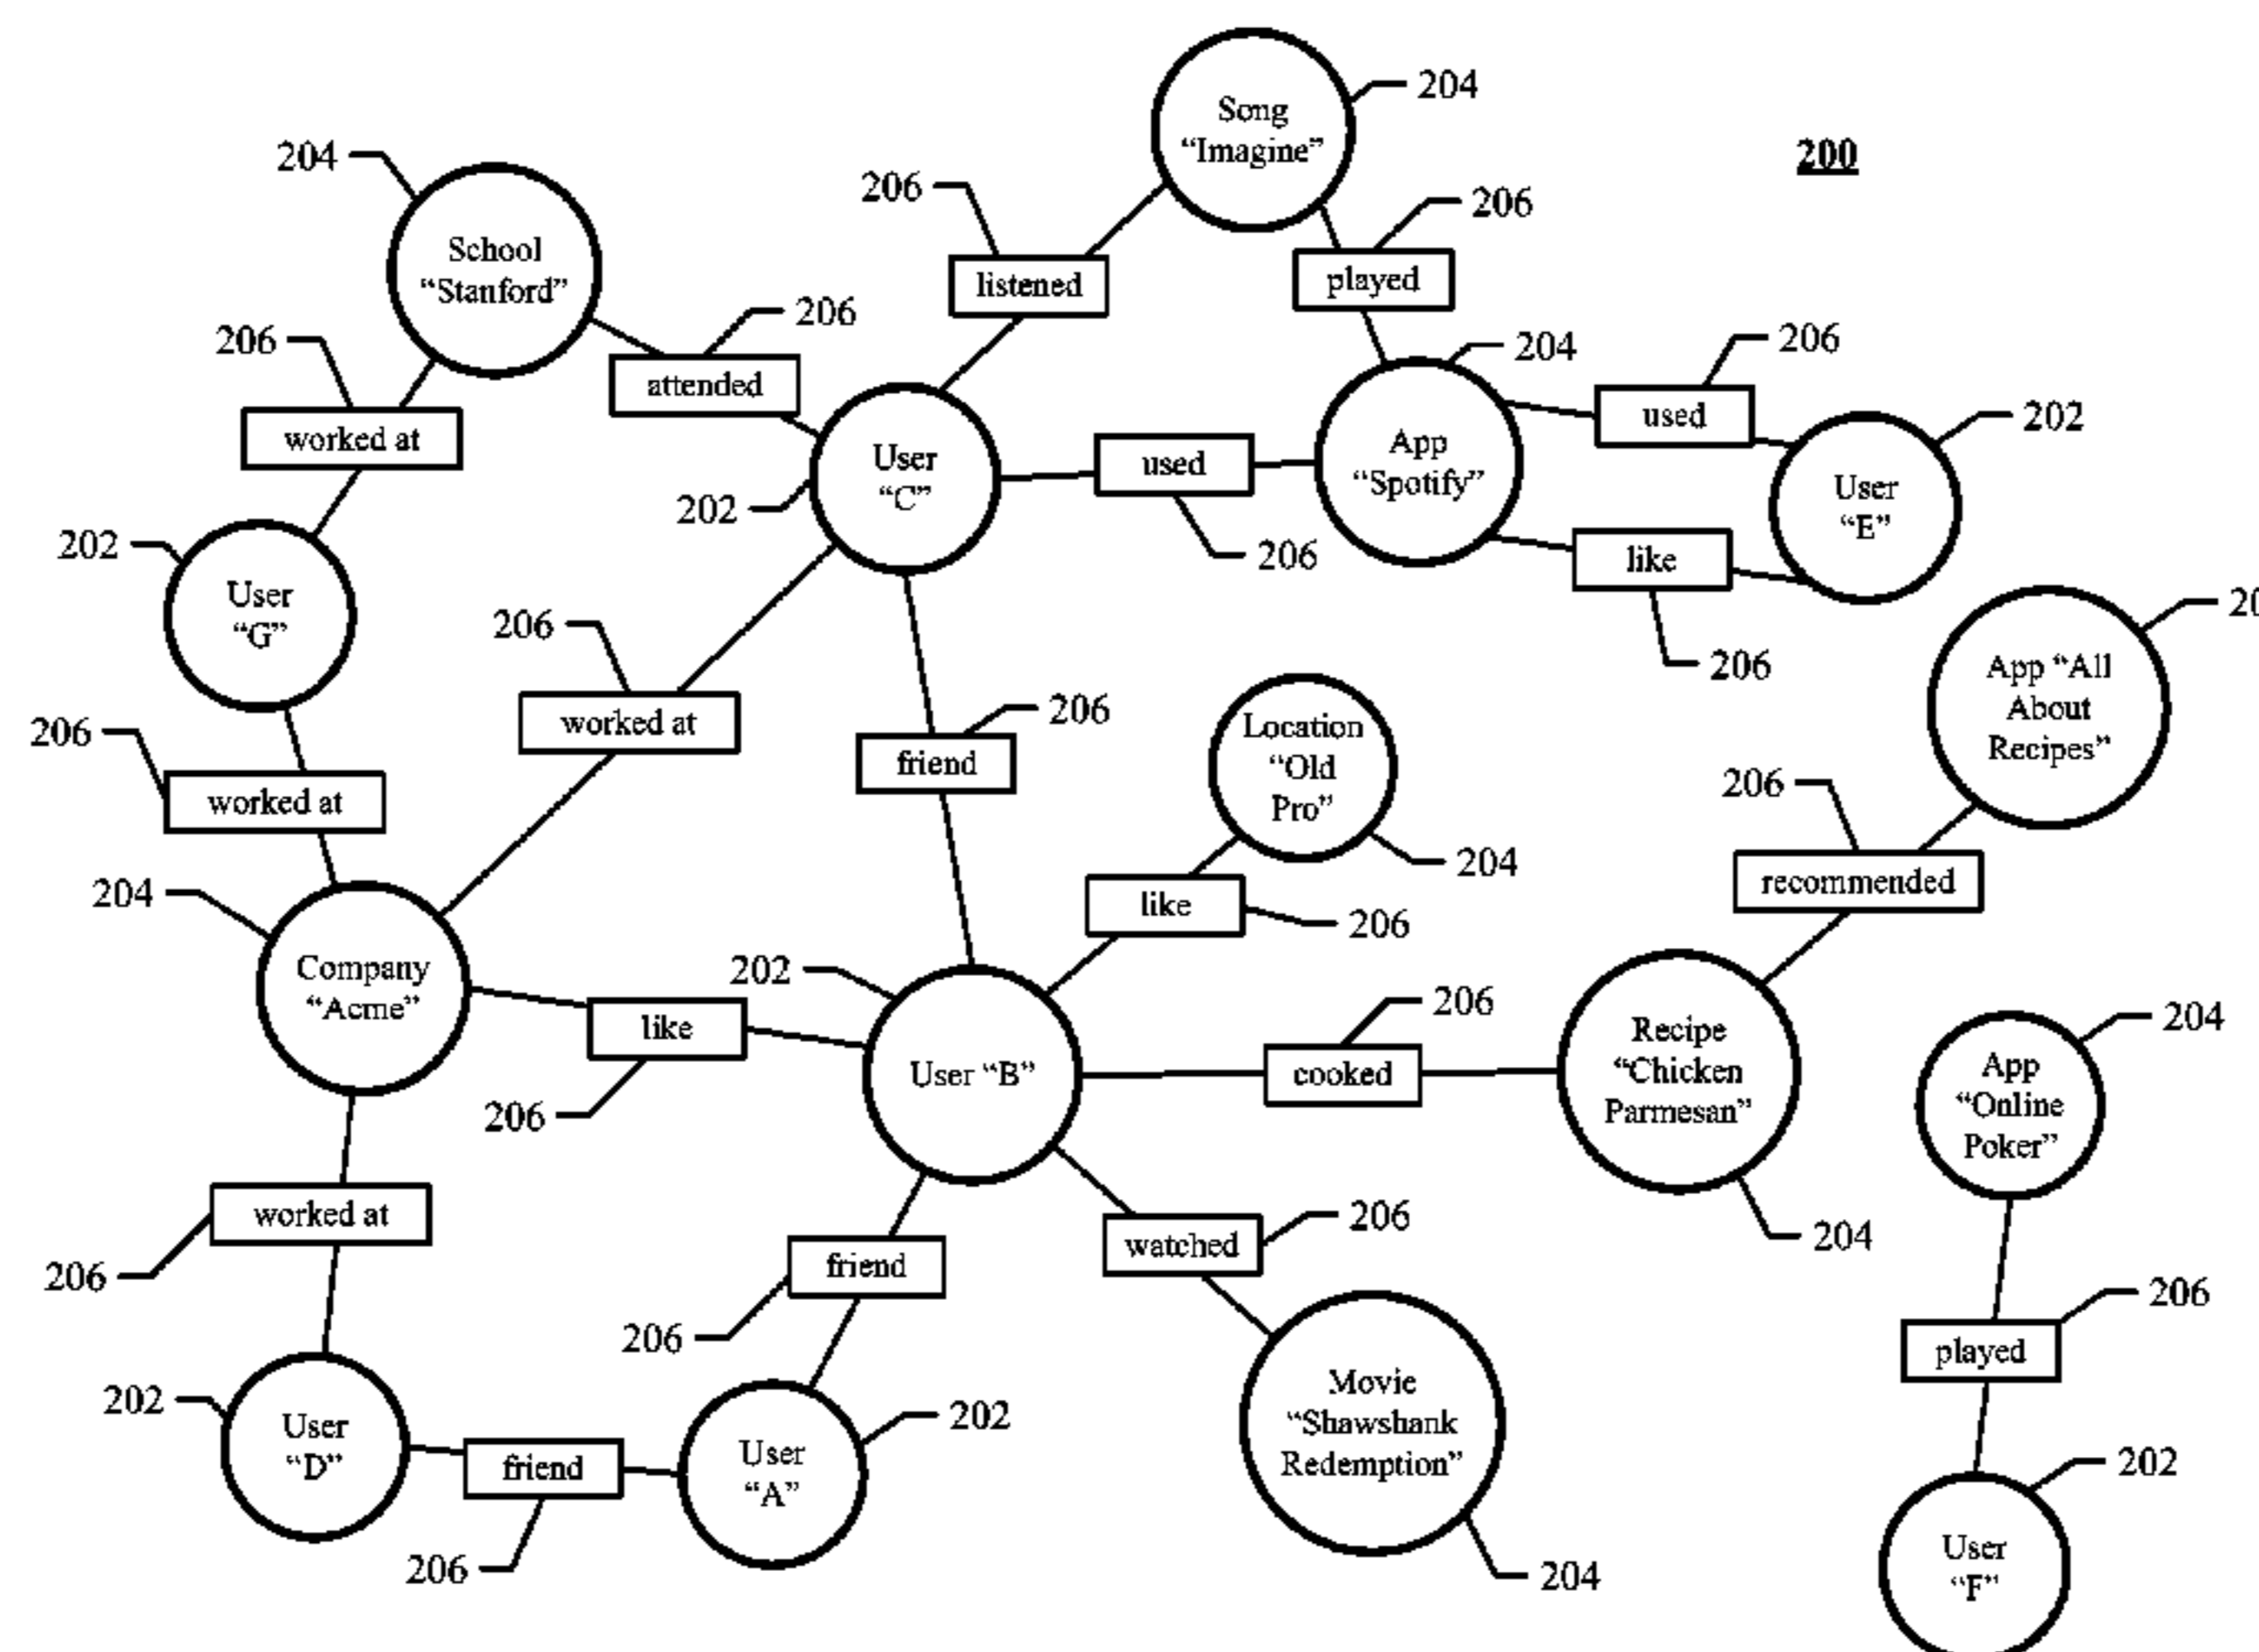 Song
“Imagine”
204
200
204
School
“Stanford”
206
listened
206
played
206
attended
206
worked at
User
“C”
202
used
206
App
“Spotify”
204
206
used
User
“E”
202
like
206
202
User
“G”
206
worked at
206
worked at
206
friend
Location
“Old
Pro”
204
like
206
App “All
About
Recipes”
20
206
recommended
204
Company
“Acme”
like
206
202
User “B”
206
cooked
Recipe
“Chicken
Parmesan”
204
App
“Online
Poker”
204
worked at
206
friend
206
watched
206
206
played
202
User
“D”
friend
206
User
“A”
202
Movie
“Shawshank
Redemption”
204
202
User
“F”